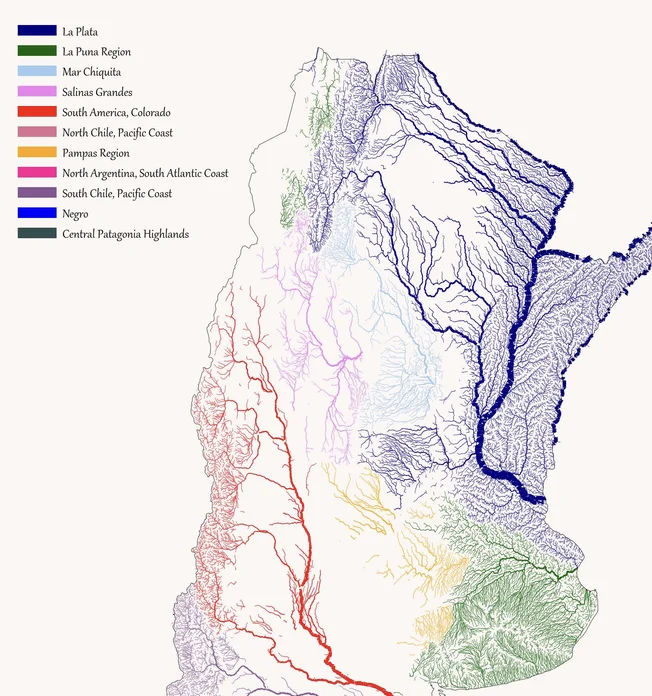 La Plata
La Puna Region
Mar Chiquita
Salinas Grandes
South America, Colorado
North Chile, Pacific Coast
Pampas Region
North Argentina, South Atlantic Coast
South Chile, Pacific Coast
Negro
Central Patagonia Highlands